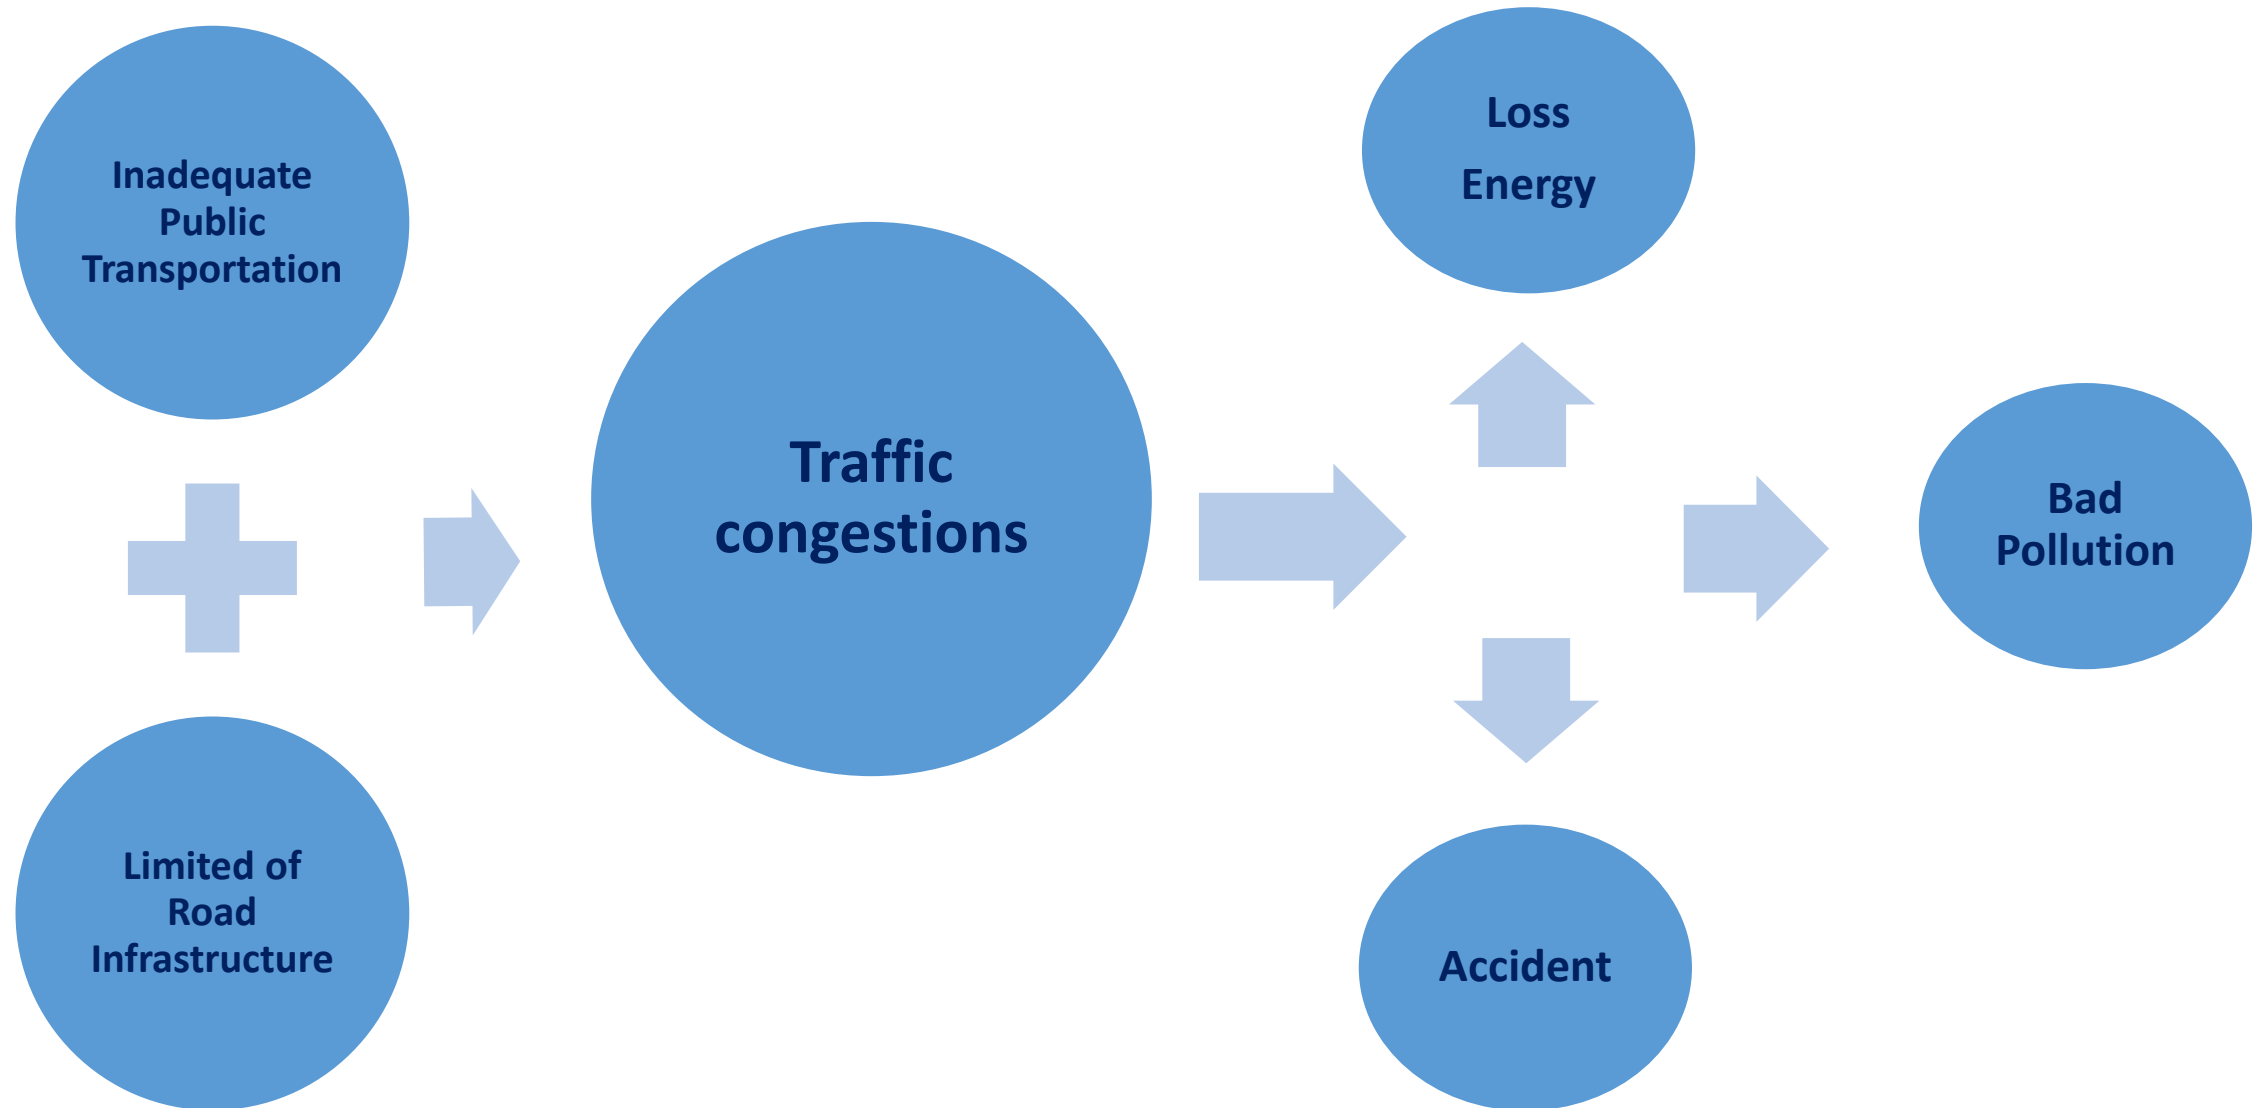 Inadequate
Public
Transportation
Limited of
Road
Infrastructure
Traffic
congestions
Loss
Energy
Bad
Pollution
Accident